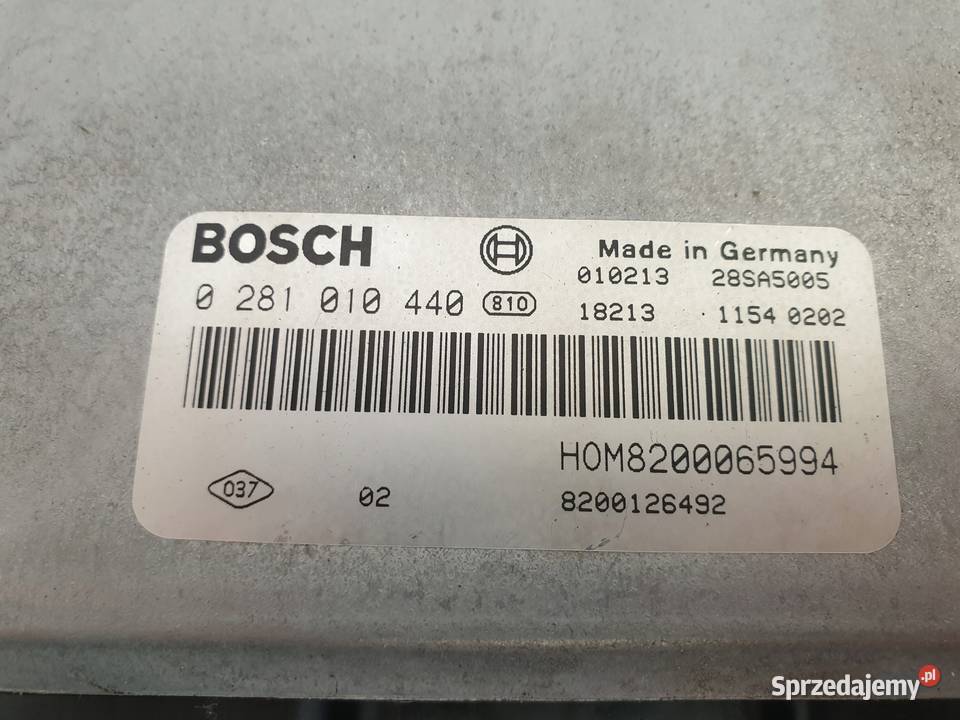 BOSCH
Made in Germany
0 281 010 440 810
010213 28SA5005
18213 1154 0202
HOM8200065994
037 02 8200126492
Sprzedajemy.pl